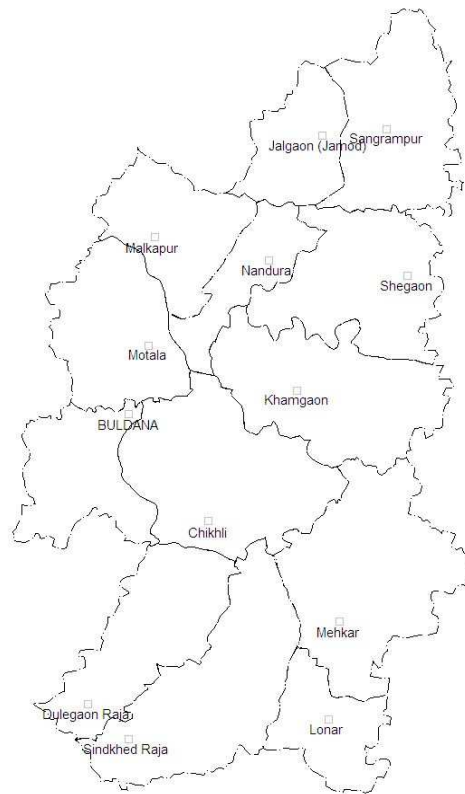 Sangrampur
Jalgaon (Jamod)
Malkapur
Nandura
Shegaon
Motala
Khamgaon
BULDANA
Chikhli
Mehkar
Dulegaon Raja
Lonar
Sindkhed Raja